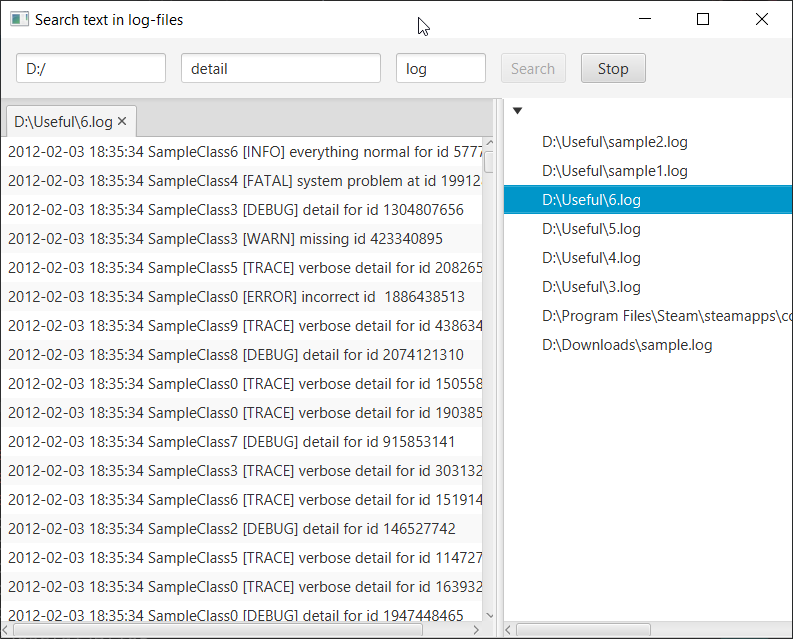 Search text in log-files
D:/ detail log Search Stop
D:\Useful\6.log
2012-02-03 18:35:34 SampleClass6 [INFO] everything normal for id 5777
2012-02-03 18:35:34 SampleClass4 [FATAL] system problem at id 19912
2012-02-03 18:35:34 SampleClass3 [DEBUG] detail for id 1304807656
2012-02-03 18:35:34 SampleClass3 [WARN] missing id 423340895
2012-02-03 18:35:34 SampleClass5 [TRACE] verbose detail for id 208265
2012-02-03 18:35:34 SampleClass0 [ERROR] incorrect id  1886438513
2012-02-03 18:35:34 SampleClass9 [TRACE] verbose detail for id 438634
2012-02-03 18:35:34 SampleClass8 [DEBUG] detail for id 2074121310
2012-02-03 18:35:34 SampleClass0 [TRACE] verbose detail for id 150558
2012-02-03 18:35:34 SampleClass0 [TRACE] verbose detail for id 190385
2012-02-03 18:35:34 SampleClass7 [DEBUG] detail for id 915853141
2012-02-03 18:35:34 SampleClass3 [TRACE] verbose detail for id 303132
2012-02-03 18:35:34 SampleClass6 [TRACE] verbose detail for id 151914
2012-02-03 18:35:34 SampleClass2 [DEBUG] detail for id 146527742
2012-02-03 18:35:34 SampleClass5 [TRACE] verbose detail for id 114727
2012-02-03 18:35:34 SampleClass0 [TRACE] verbose detail for id 163932
2012-02-03 18:35:34 SampleClass0 [DEBUG] detail for id 1947448465
D:\Useful\sample2.log
D:\Useful\sample1.log
D:\Useful\6.log
D:\Useful\5.log
D:\Useful\4.log
D:\Useful\3.log
D:\Program Files\Steam\steamapps\co
D:\Downloads\sample.log